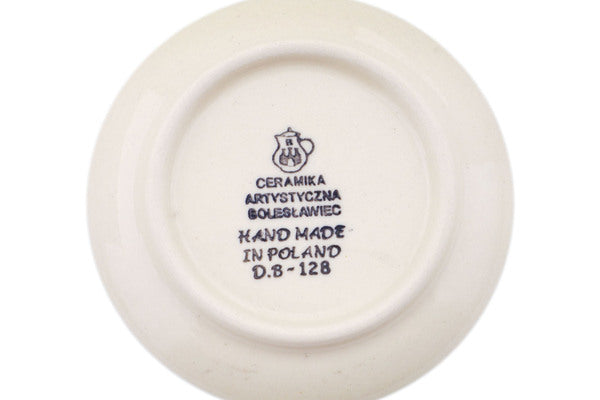 B
CERAMIKA
ARTYSTYCZNA
BOLESŁAWIEC
HAND MADE
IN POLAND
D.B-128